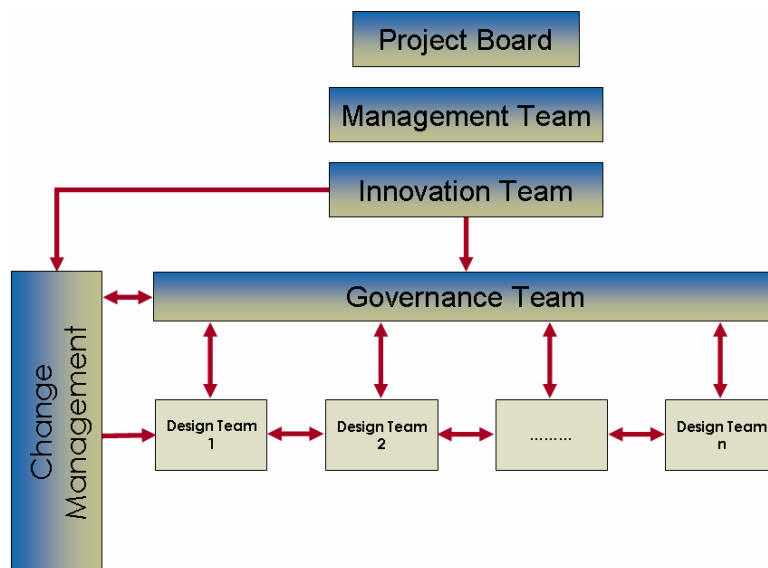 Project Board
Management Team
Innovation Team
Governance Team
Change
Management
Design Team
1
Design Team
2
.........
Design Team
n